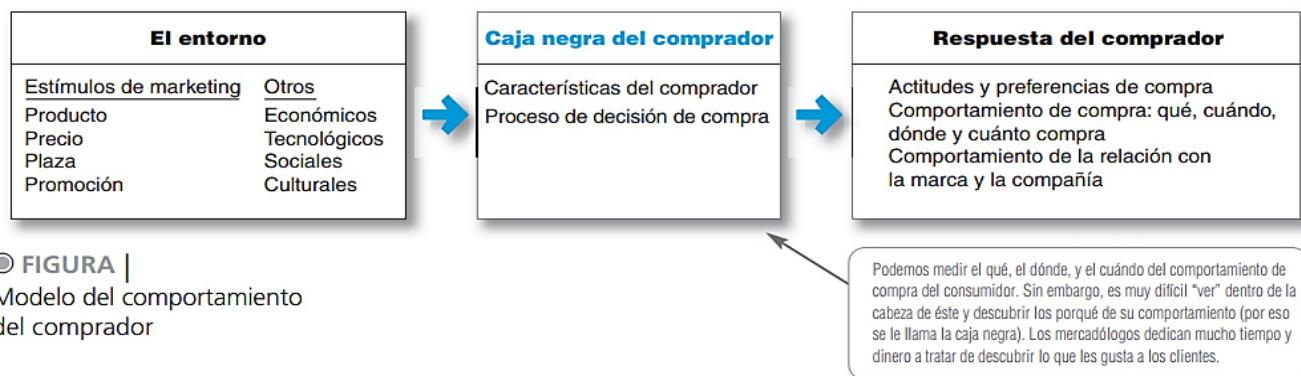 El entorno
Estímulos de marketing
Producto
Precio
Plaza
Promoción
Otros
Económicos
Tecnológicos
Sociales
Culturales
Caja negra del comprador
Características del comprador
Proceso de decisión de compra
Respuesta del comprador
Actitudes y preferencias de compra
Comportamiento de compra: qué, cuándo,
dónde y cuánto compra
Comportamiento de la relación con
la marca y la compañía
FIGURA |
Modelo del comportamiento
del comprador
Podemos medir el qué, el dónde, y el cuándo del comportamiento de
compra del consumidor. Sin embargo, es muy difícil "ver" dentro de la
cabeza de éste y descubrir los porqué de su comportamiento (por eso
se le llama la caja negra). Los mercadólogos dedican mucho tiempo y
dinero a tratar de descubrir lo que les gusta a los clientes.